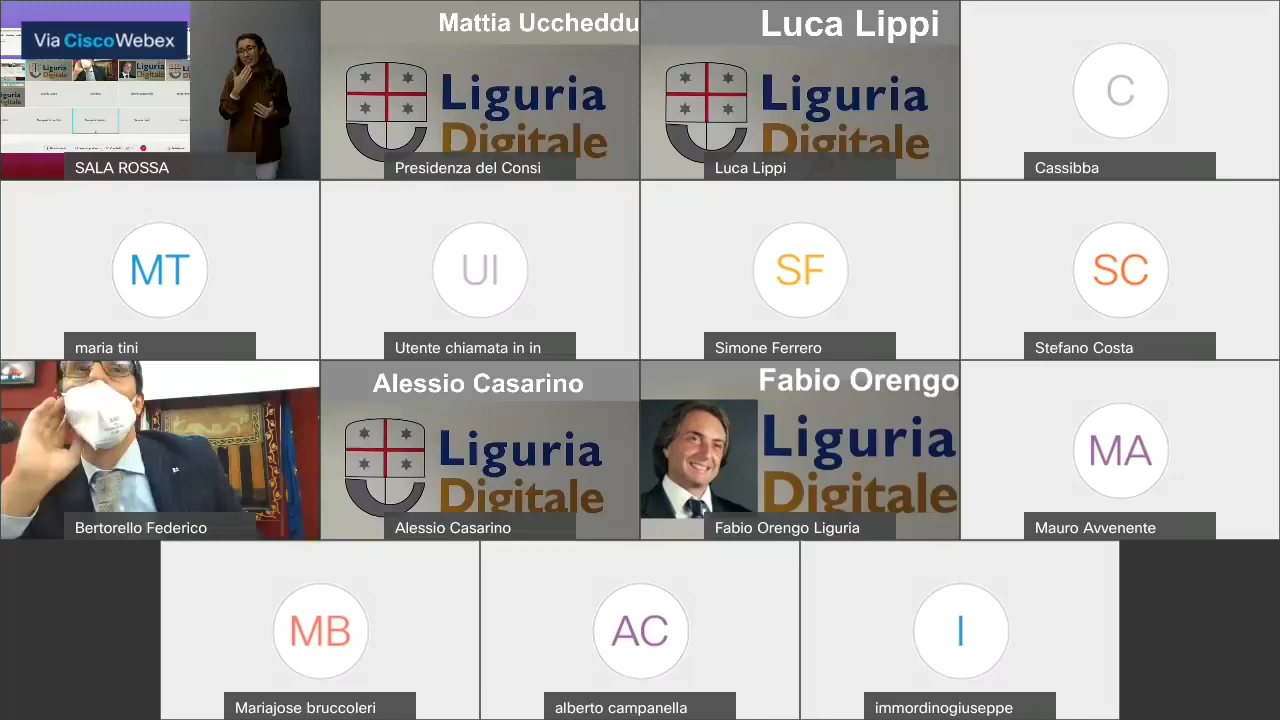 Via Cisco Webex
SALA ROSSA
Mattia Uccheddu
Liguria
Digitale
Presidenza del Consi
Luca Lippi
Liguria
Digitale
Luca Lippi
C
Cassibba
MT
maria tini
UI
Utente chiamata in in
SF
Simone Ferrero
SC
Stefano Costa
Bertorello Federico
Alessio Casarino
Liguria
Digitale
Alessio Casarino
Fabio Orengo
Liguria
Digitale
Fabio Orengo Liguria
MA
Mauro Avvenente
MB
Mariajose bruccoleri
AC
alberto campanella
I
immordinogiuseppe